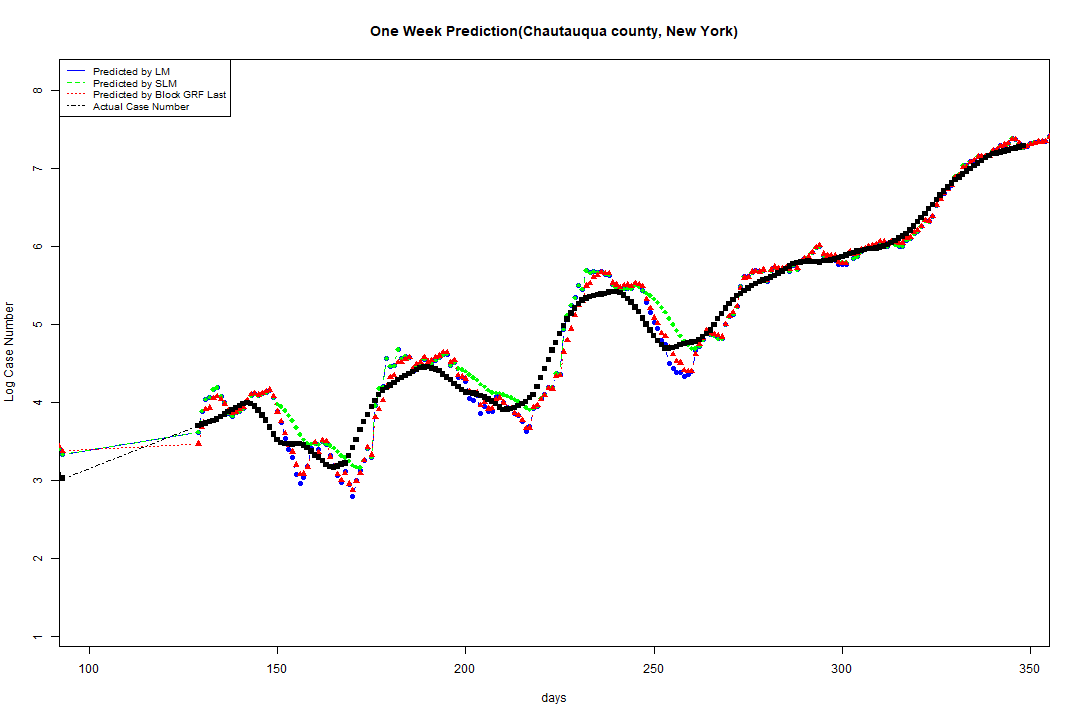 One Week Prediction(Chautauqua county, New York)
Predicted by LM
Predicted by SLM
Predicted by Block GRF Last
Actual Case Number
8
7
6
5
4
3
2
1
Log Case Number
100 150 200 250 300 350
days